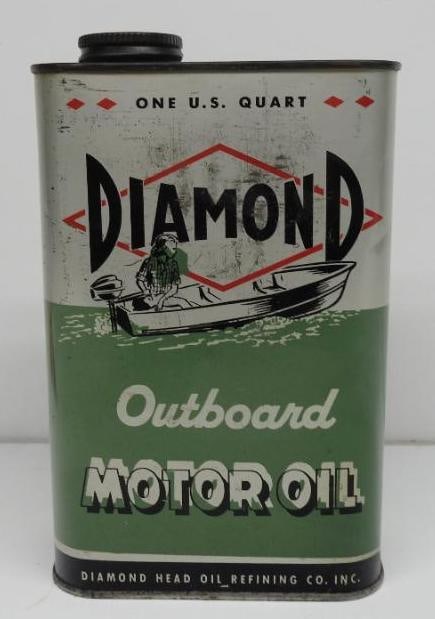 ONE U.S. QUART
DIAMOND
Outboard
MOTOR OIL
DIAMOND HEAD OIL REFINING CO. INC.